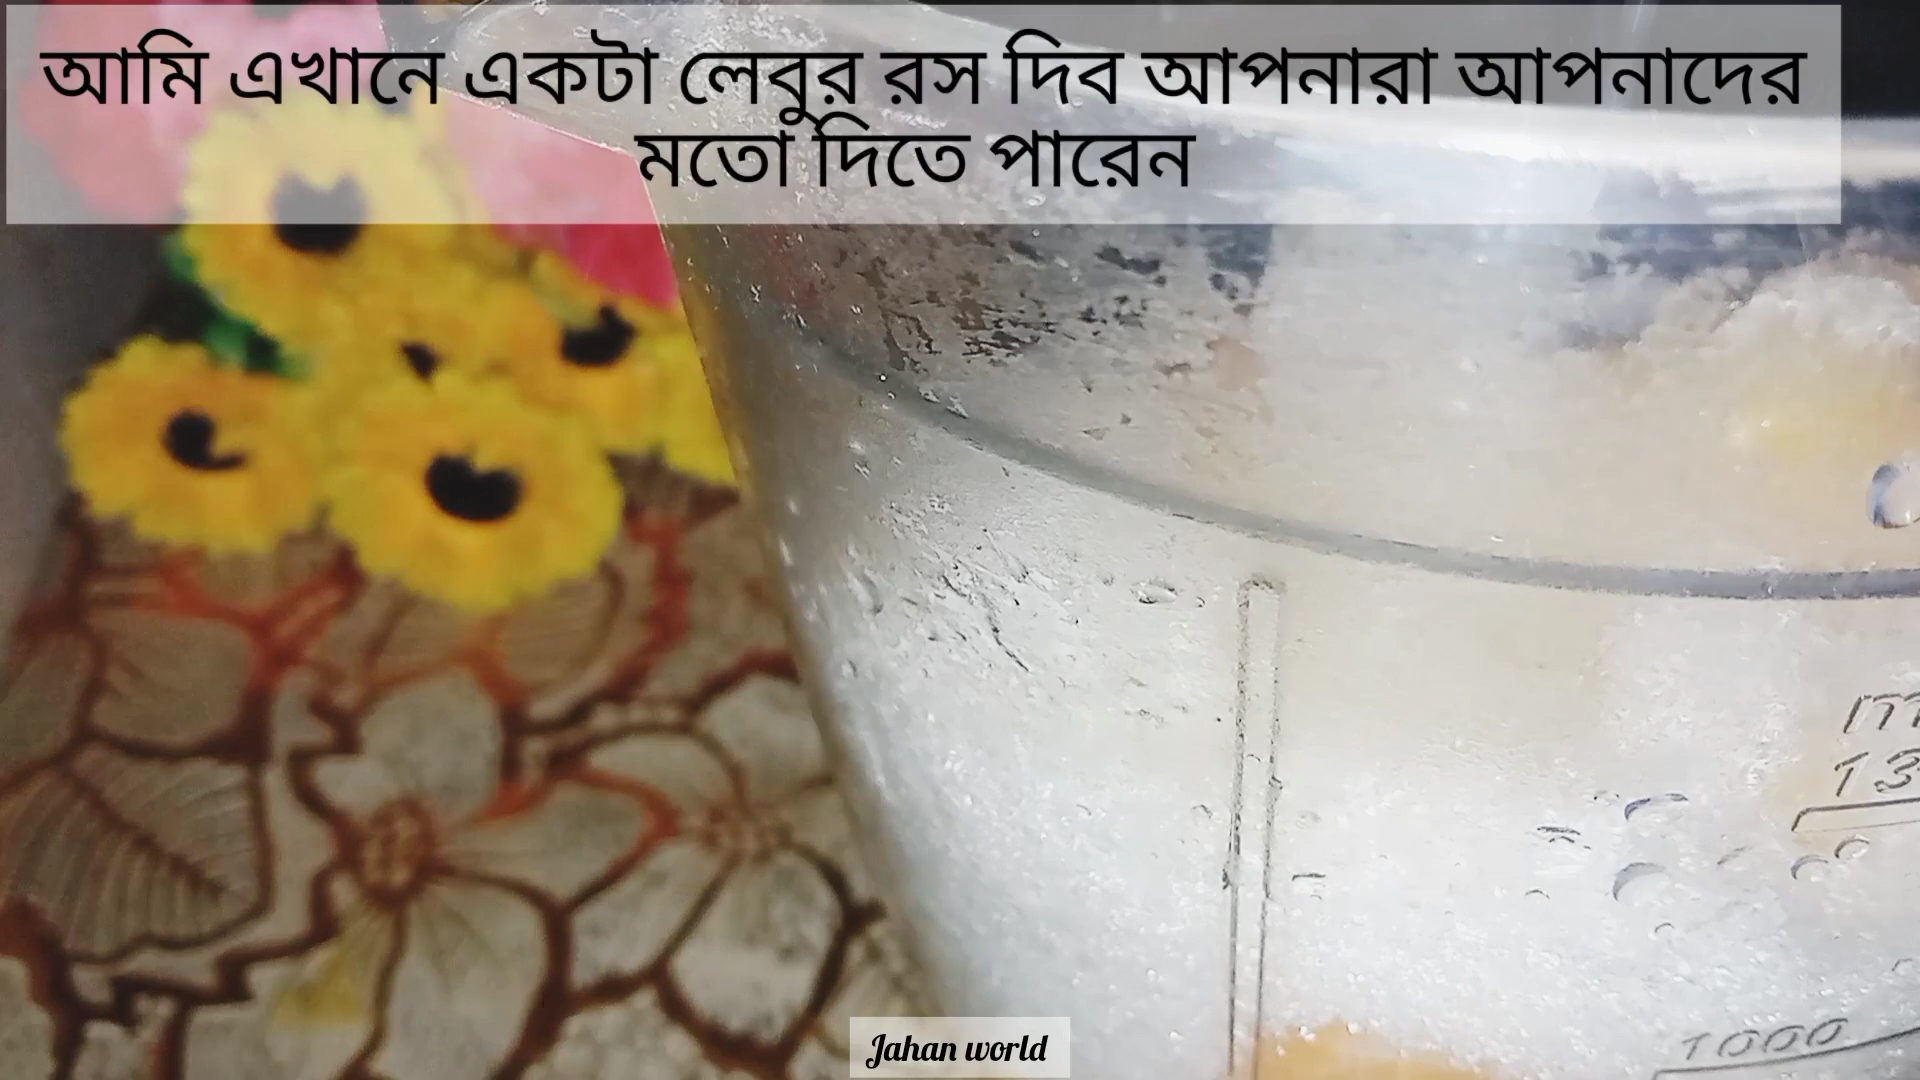 আমি এখানে একটা লেবুর রস দিব আপনারা আপনাদের
মতো দিতে পারেন
1000
Jahan world